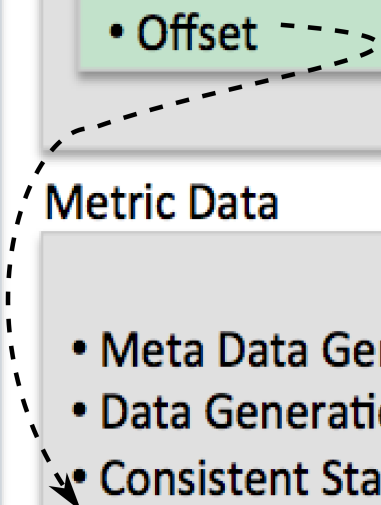 • Offset
Metric Data
• Meta Data Ge
• Data Generati
• Consistent Sta